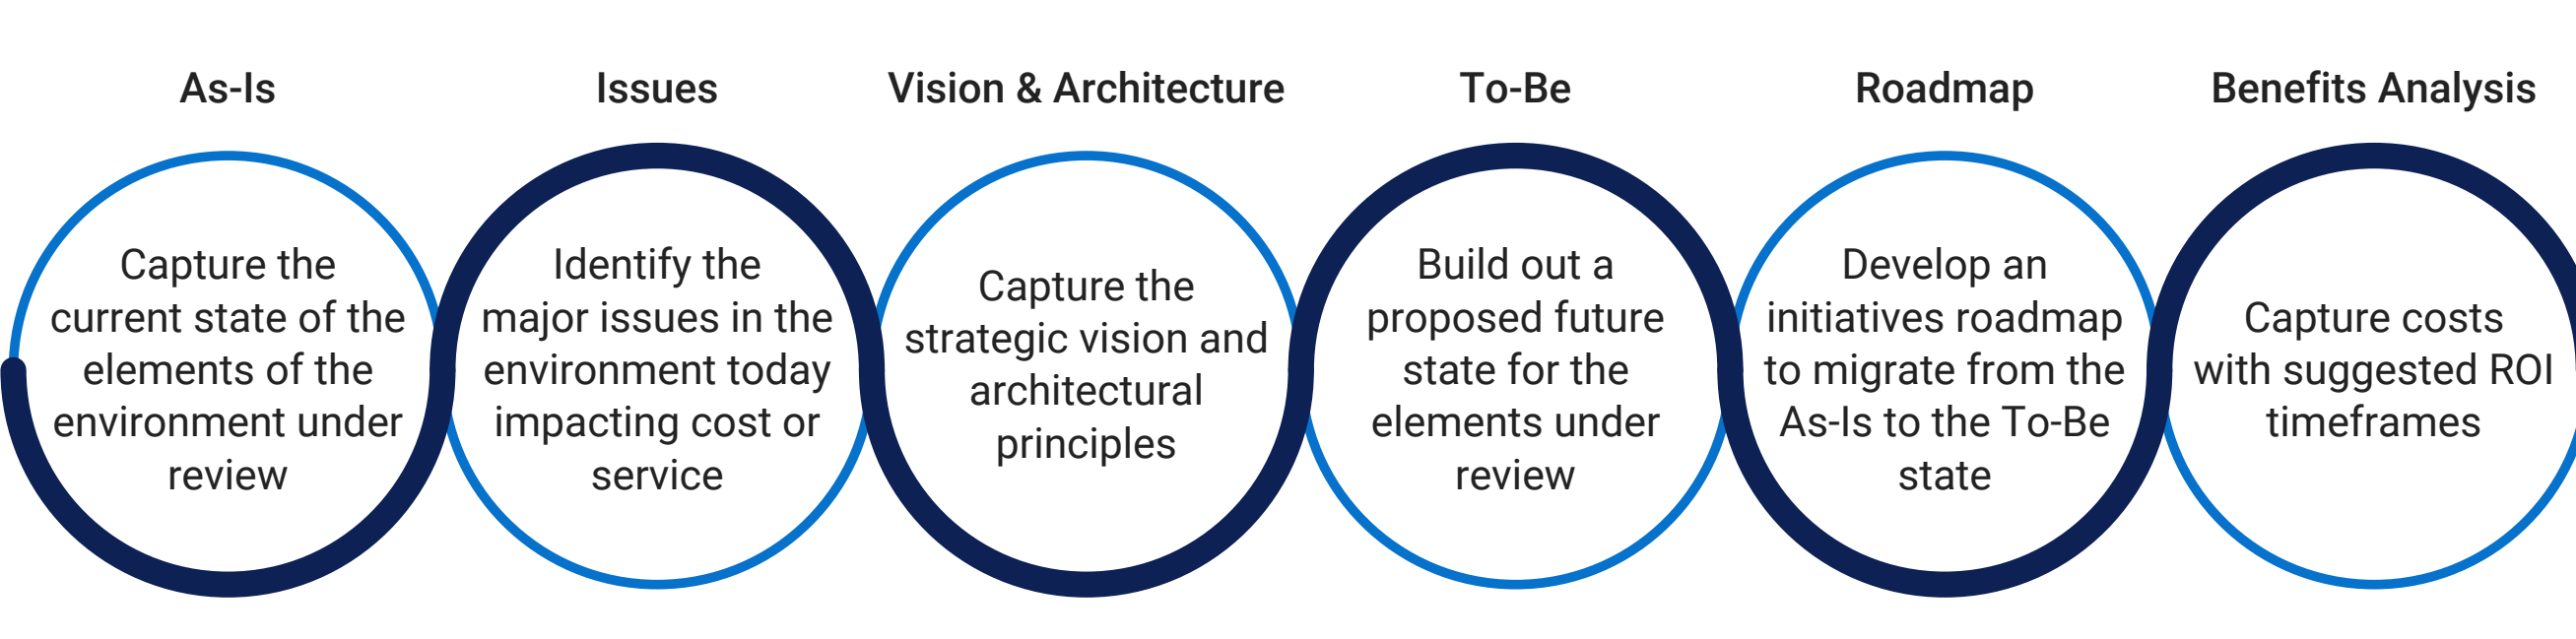 As-Is
Capture the
current state of the
elements of the
environment under
review
Issues
Identify the
major issues in the
environment today
impacting cost or
service
Vision & Architecture
Capture the
strategic vision and
architectural
principles
To-Be
Build out a
proposed future
state for the
elements under
review
Roadmap
Develop an
initiatives roadmap
to migrate from the
As-Is to the To-Be
state
Benefits Analysis
Capture costs
with suggested ROI
timeframes